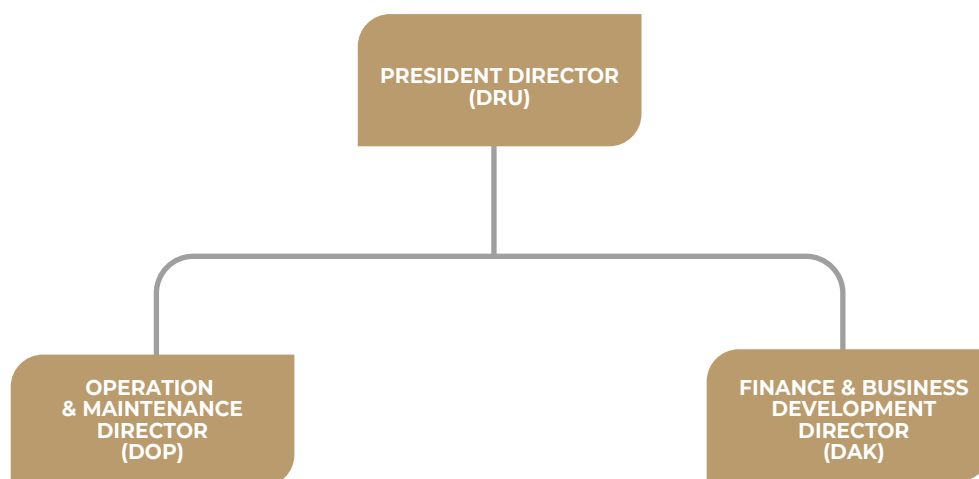 PRESIDENT DIRECTOR
(DRU)
OPERATION
& MAINTENANCE
DIRECTOR
(DOP)
FINANCE & BUSINESS
DEVELOPMENT
DIRECTOR
(DAK)